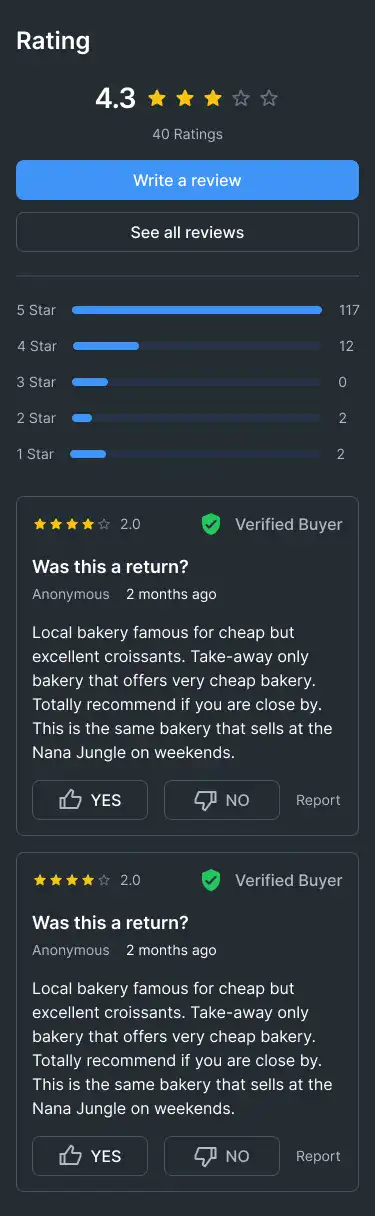 Rating
4.3
40 Ratings
Write a review
See all reviews
5 Star 117
4 Star 12
3 Star 0
2 Star 2
1 Star 2
2.0 Verified Buyer
Was this a return?
Anonymous 2 months ago
Local bakery famous for cheap but
excellent croissants. Take-away only
bakery that offers very cheap bakery.
Totally recommend if you are close by.
This is the same bakery that sells at the
Nana Jungle on weekends.
YES NO Report
2.0 Verified Buyer
Was this a return?
Anonymous 2 months ago
Local bakery famous for cheap but
excellent croissants. Take-away only
bakery that offers very cheap bakery.
Totally recommend if you are close by.
This is the same bakery that sells at the
Nana Jungle on weekends.
YES NO Report